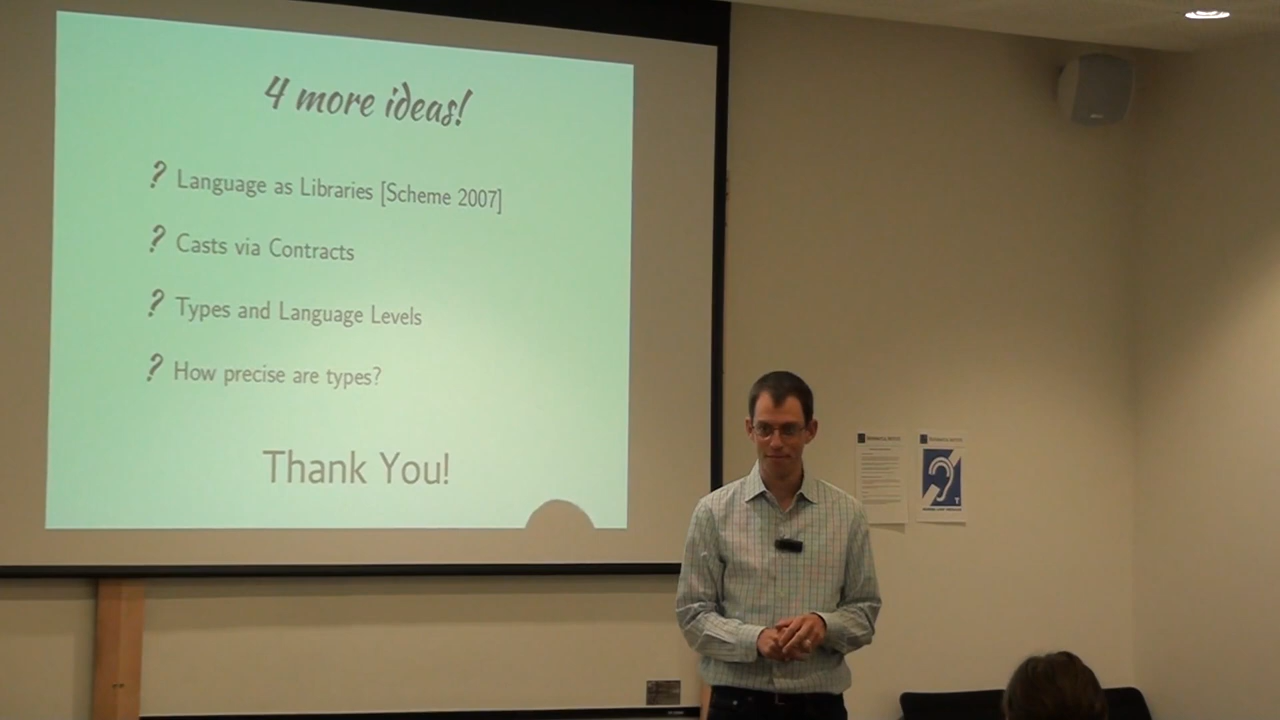 4 more ideas!
? Language as Libraries [Scheme 2007]
? Casts via Contracts
? Types and Language Levels
? How precise are types?
Thank You!
T